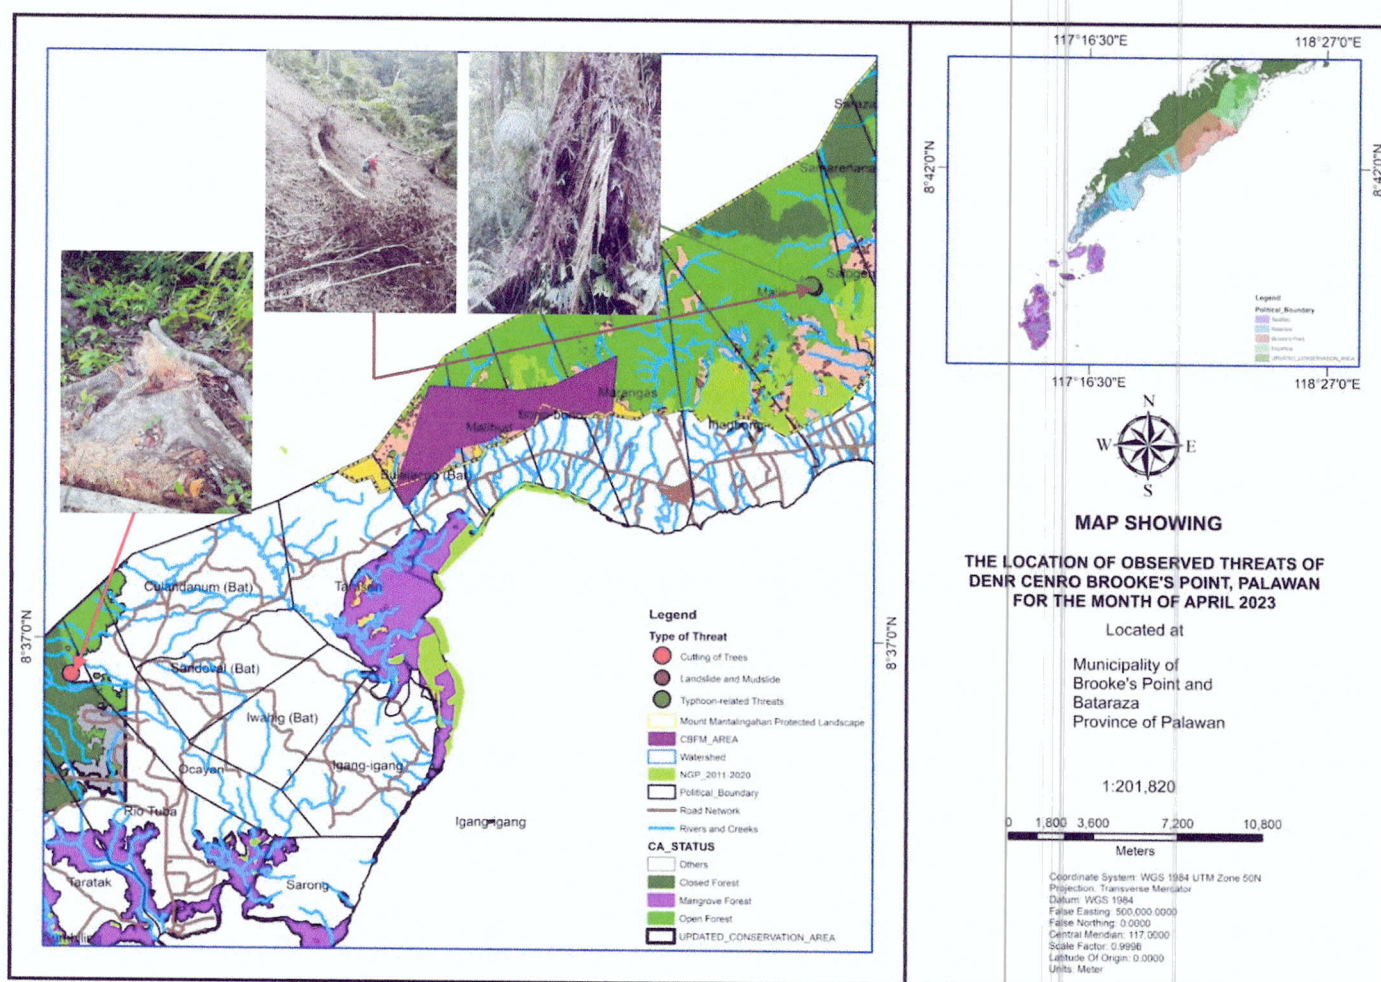 Samareñana
Marangas
Malihud
Culandanum (Bat)
Sandoval (Bat)
Iwahig (Bat)
Ocayan
Igang-igang
Rio Tuba
Igang-igang
Taratak
Sarong
8°37'0"N
8°37'0"N
Legend
Type of Threat
Cutting of Trees
Landslide and Mudslide
Typhoon-related Threats
Mount Mantalingahan Protected Landscape
CBFM_AREA
Watershed
NGP_2011-2020
Political_Boundary
Road Network
Rivers and Creeks
CA_STATUS
Others
Closed Forest
Mangrove Forest
Open Forest
UPDATED_CONSERVATION_AREA
117°16'30"E
118°27'0"E
8°42'0"N
8°42'0"N
Legend
Political_Boundary
UPDATED_CONSERVATION_AREA
117°16'30"E
118°27'0"E
N
W E
S
MAP SHOWING
THE LOCATION OF OBSERVED THREATS OF
DENR CENRO BROOKE'S POINT, PALAWAN
FOR THE MONTH OF APRIL 2023
Located at
Municipality of
Brooke's Point and
Bataraza
Province of Palawan
1:201,820
0 1,800 3,600 7,200 10,800
Meters
Coordinate System: WGS 1984 UTM Zone 50N
Projection: Transverse Mercator
Datum: WGS 1984
False Easting: 500,000.0000
False Northing: 0.0000
Central Meridian: 117.0000
Scale Factor: 0.9996
Latitude Of Origin: 0.0000
Units: Meter